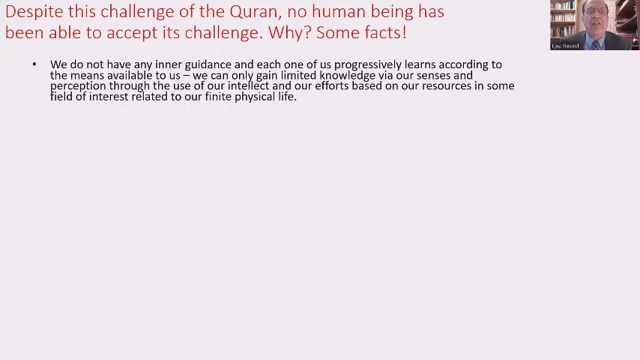 Despite this challenge of the Quran, no human being has
been able to accept its challenge. Why? Some facts!
• We do not have any inner guidance and each one of us progressively learns according to
the means available to us – we can only gain limited knowledge via our senses and
perception through the use of our intellect and our efforts based on our resources in some
field of interest related to our finite physical life.